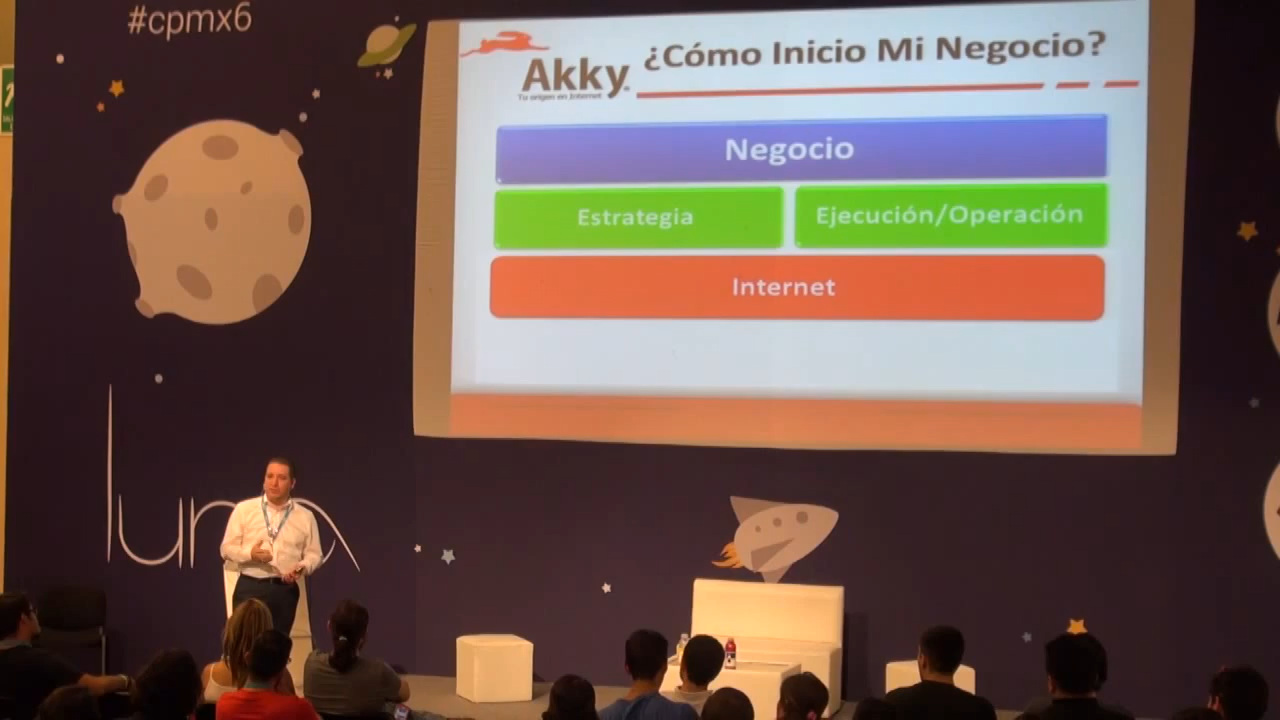 #cpmx6
Akky
Tu origen en Internet
¿Cómo Inicio Mi Negocio?
Negocio
Estrategia
Ejecución/Operación
Internet
luna